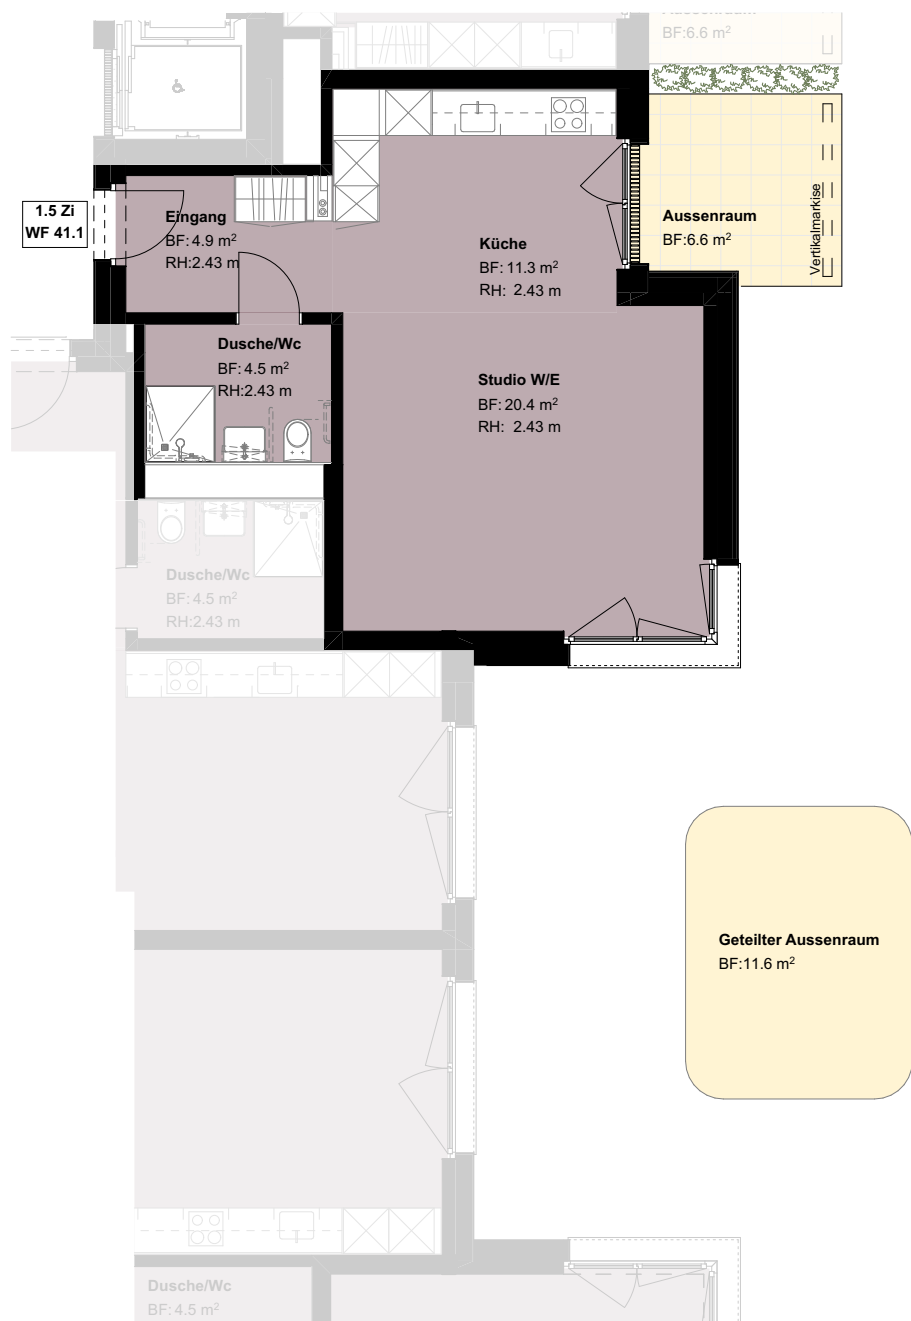 BF:6.6 m²
1.5 Zi
WF 41.1
Eingang
BF: 4.9 m²
RH:2.43 m
Küche
BF: 11.3 m²
RH: 2.43 m
Aussenraum
BF:6.6 m²
Vertikalmarkise
Dusche/Wc
BF: 4.5 m²
RH:2.43 m
Studio W/E
BF: 20.4 m²
RH: 2.43 m
Dusche/Wc
BF: 4.5 m²
RH:2.43 m
Geteilter Aussenraum
BF:11.6 m²
Dusche/Wc
BF: 4.5 m²